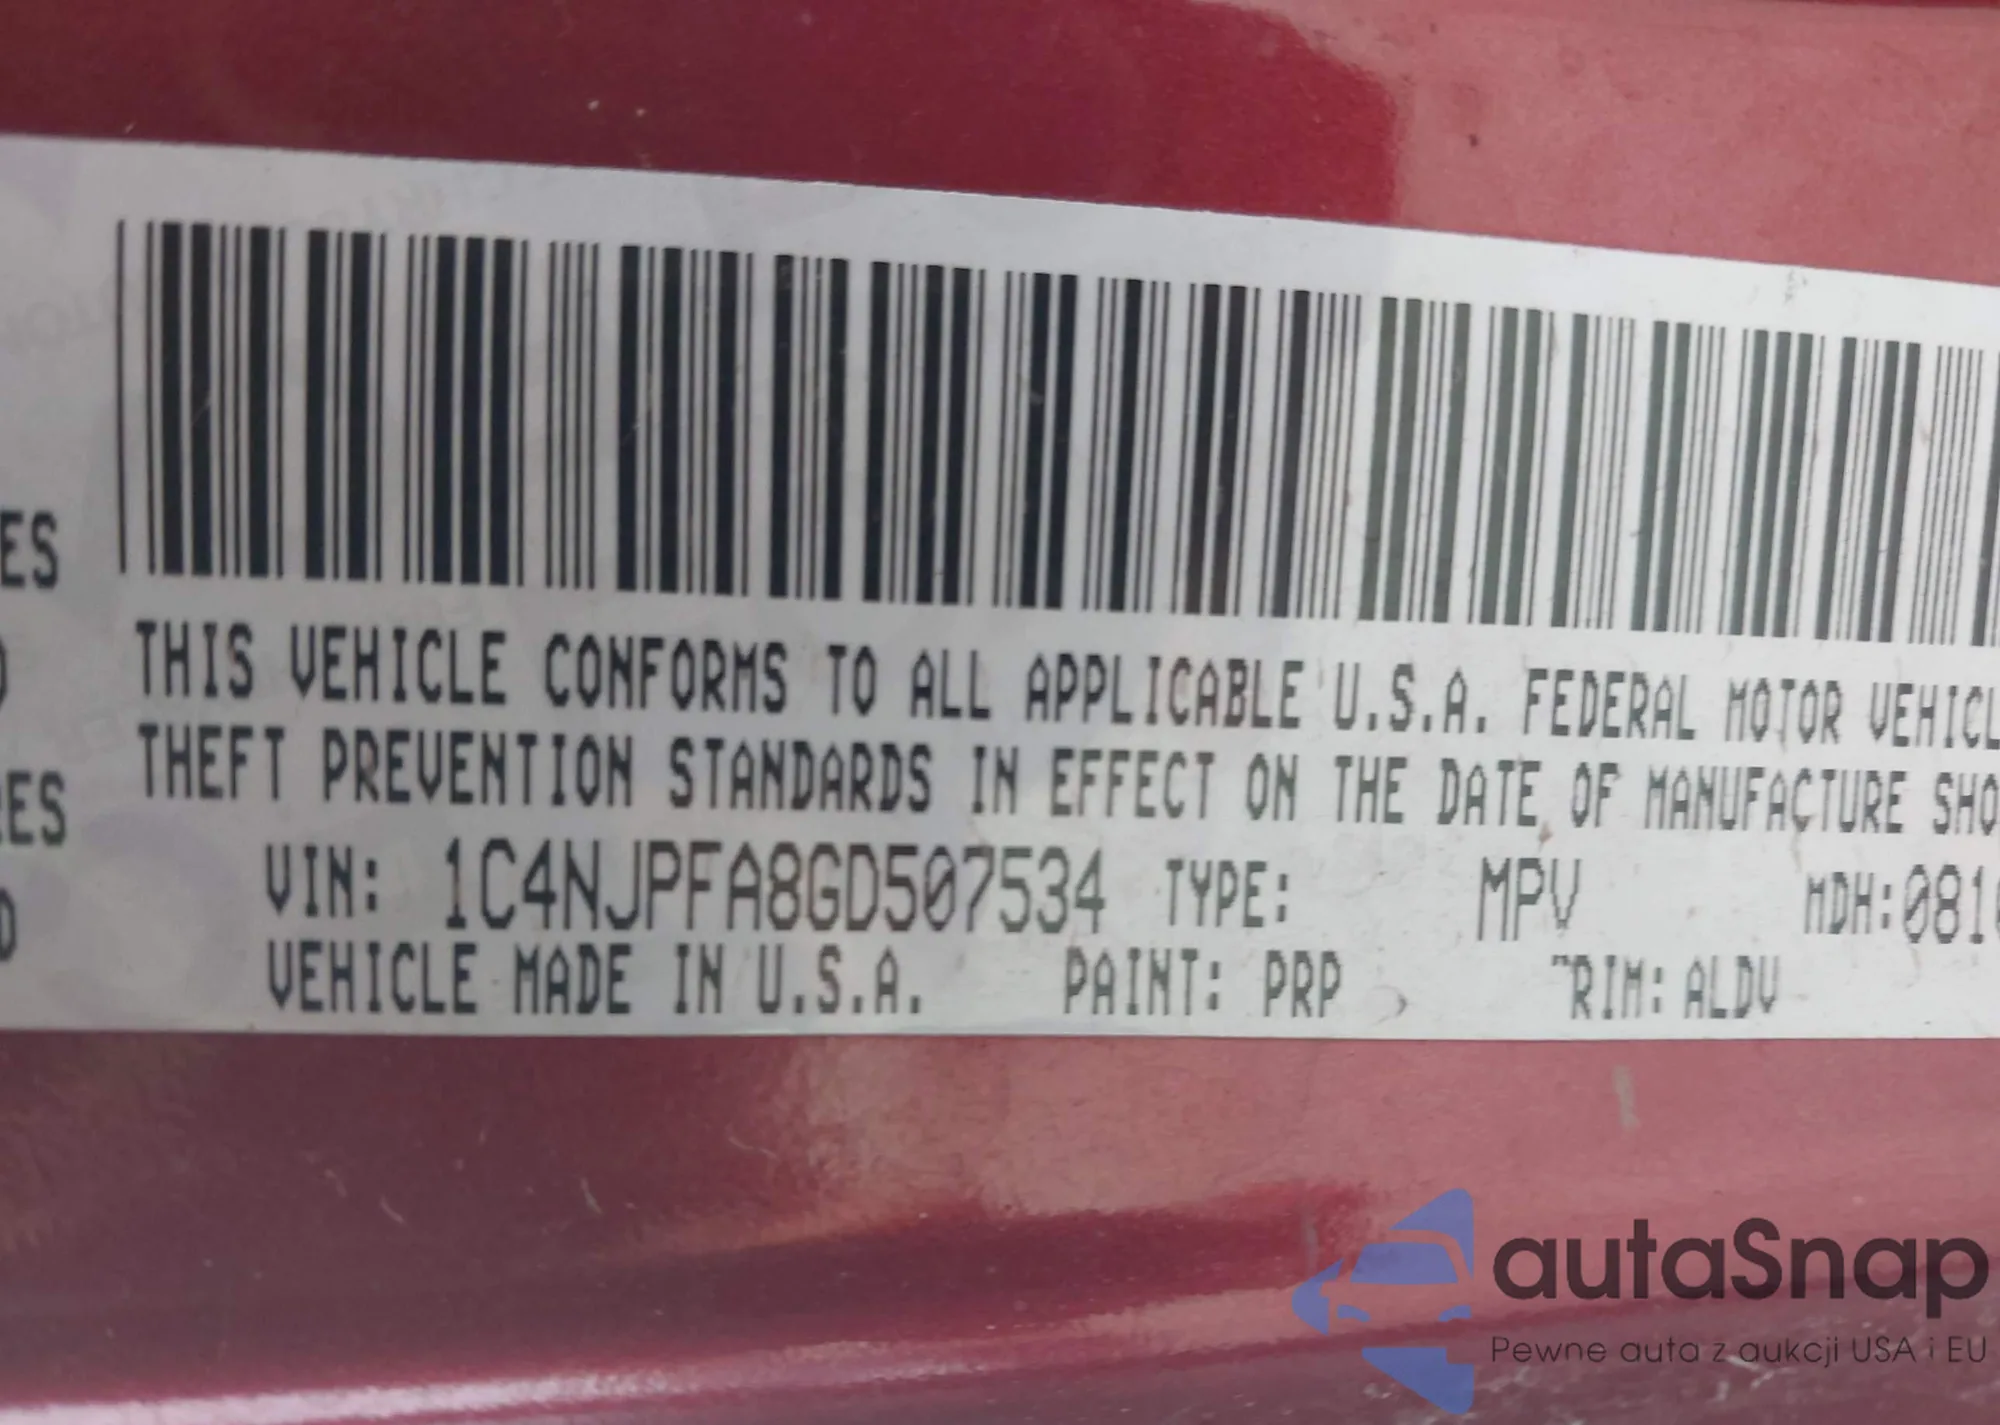 ES
THIS VEHICLE CONFORMS TO ALL APPLICABLE U.S.A. FEDERAL MOTOR VEHICL
THEFT PREVENTION STANDARDS IN EFFECT ON THE DATE OF MANUFACTURE SHO
ES
VIN: 1C4NJPFA8GD507534 TYPE: MPV MDH:081
VEHICLE MADE IN U.S.A. PAINT: PRP TRIM: ALDV
autaSnap
Pewne auta z aukcji USA i EU